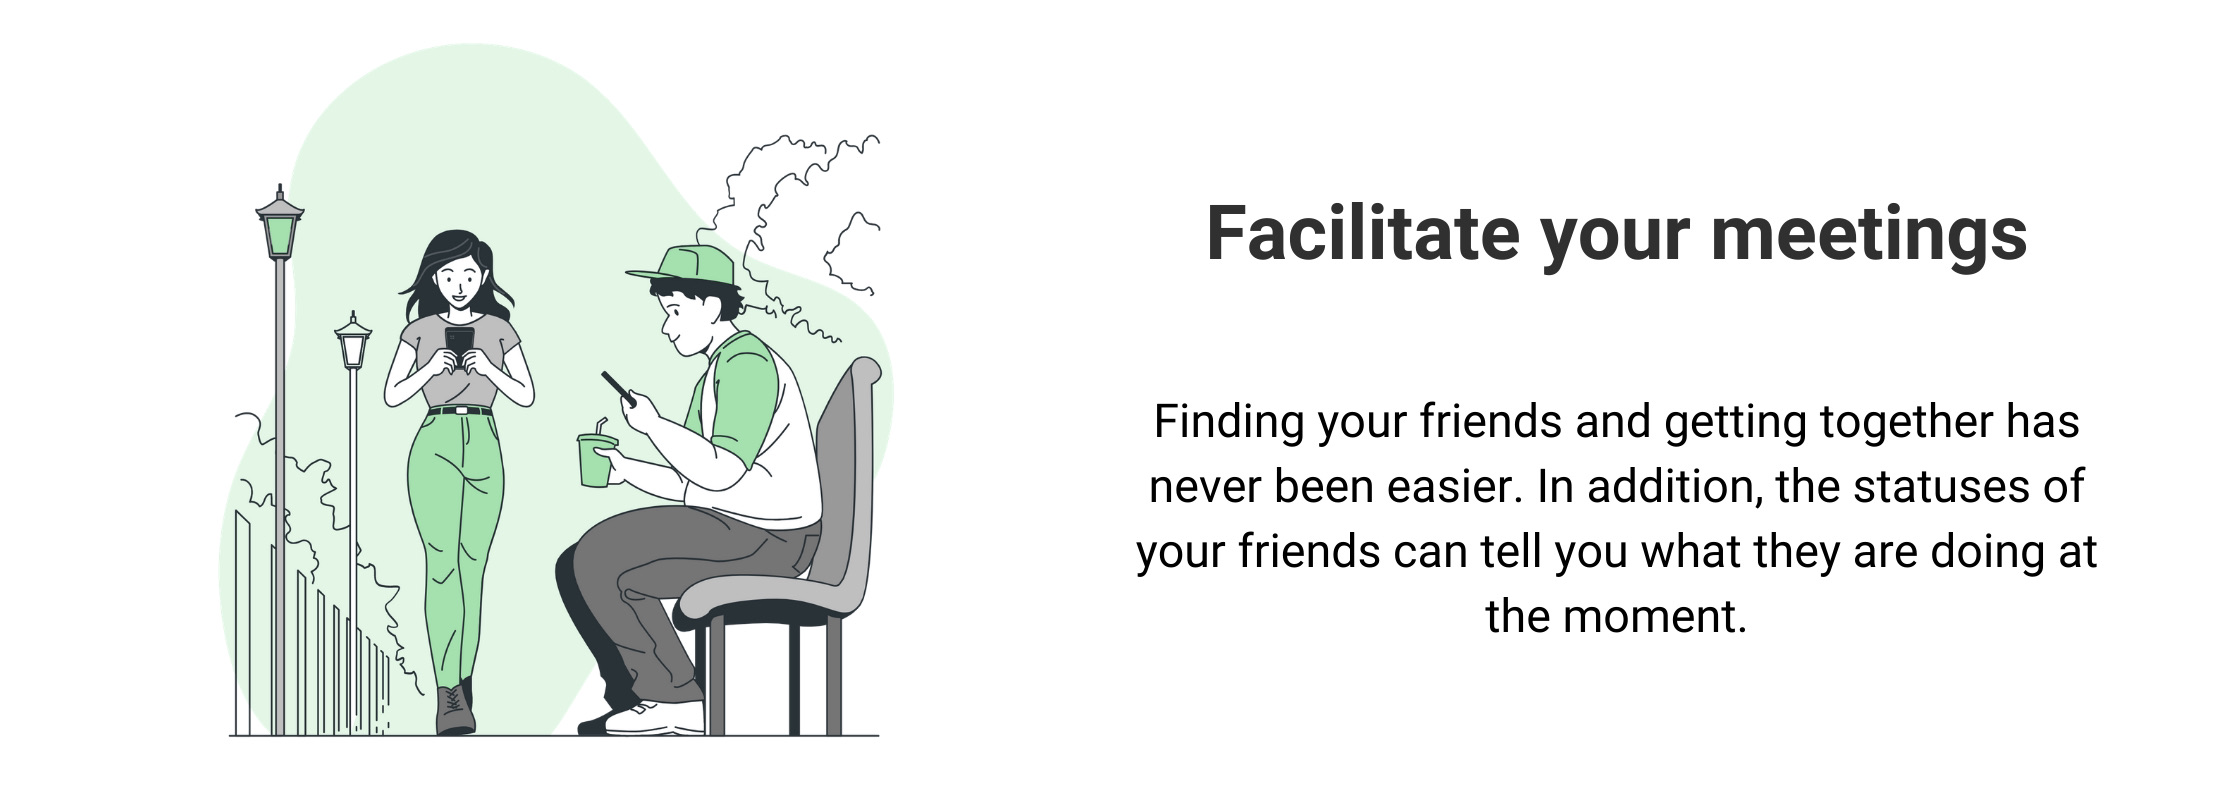 Facilitate your meetings
Finding your friends and getting together has
never been easier. In addition, the statuses of
your friends can tell you what they are doing at
the moment.